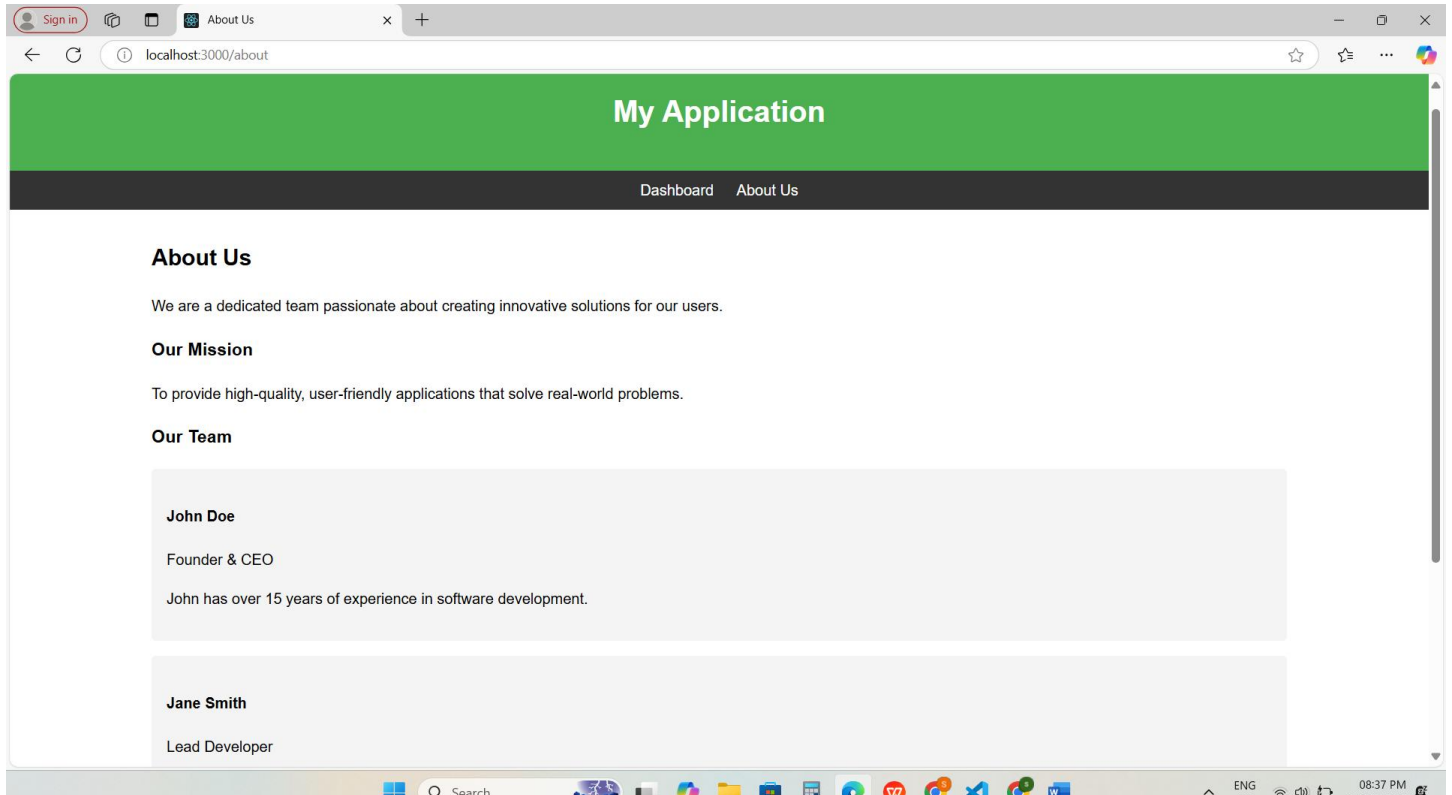 Sign in
About Us
localhost:3000/about
My Application
Dashboard About Us
About Us
We are a dedicated team passionate about creating innovative solutions for our users.
Our Mission
To provide high-quality, user-friendly applications that solve real-world problems.
Our Team
John Doe
Founder & CEO
John has over 15 years of experience in software development.
Jane Smith
Lead Developer
Search
ENG
08:37 PM